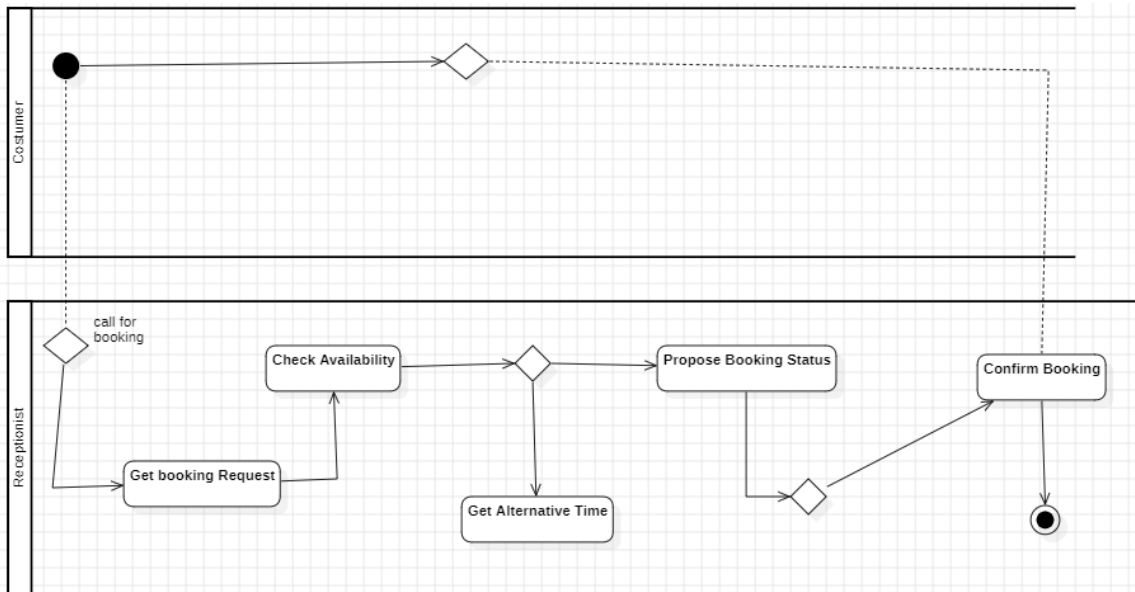 Costumer
call for
booking
Check Availability
Propose Booking Status
Confirm Booking
Receptionist
Get booking Request
Get Alternative Time